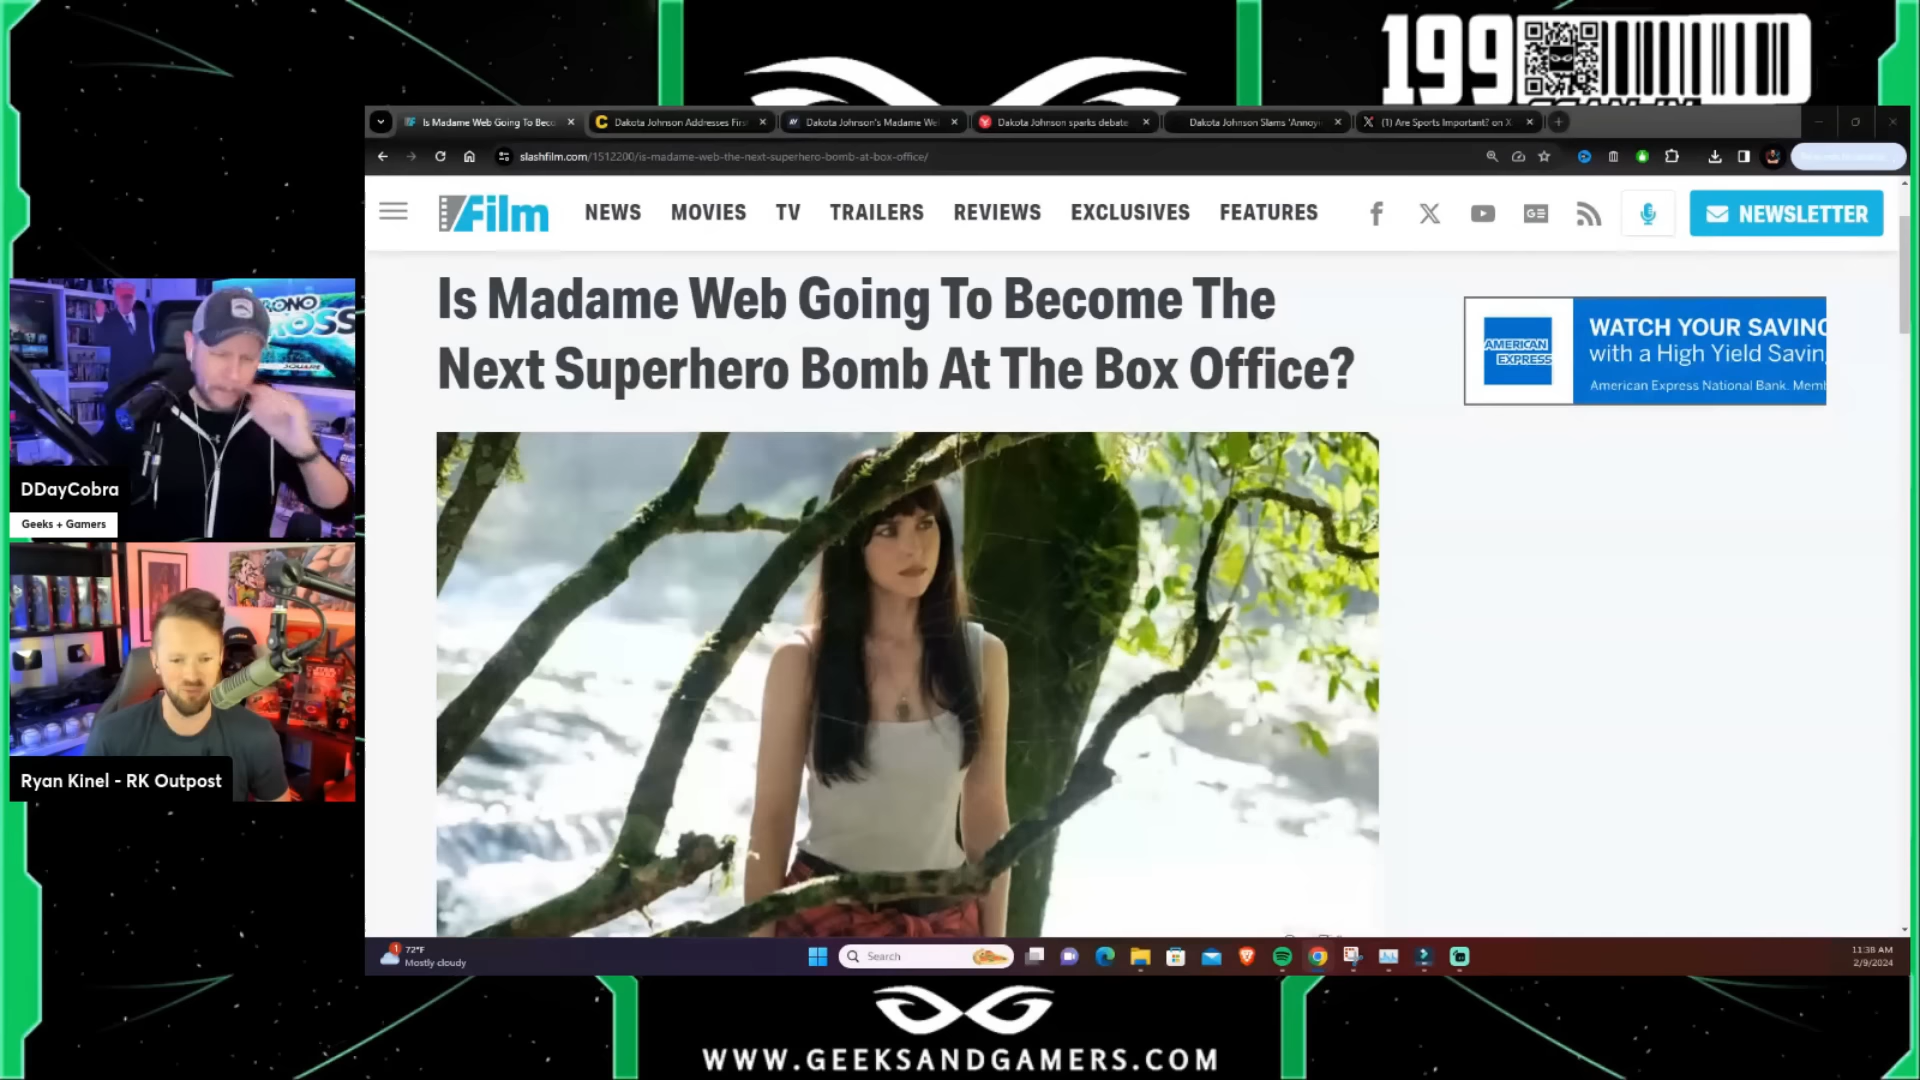 199
Is Madame Web Going To Beco
Dakota Johnson Addresses Firs
Dakota Johnson's Madame We
Dakota Johnson sparks debate
Dakota Johnson Slams 'Annoyi
(1) Are Sports Important? on X
slashfilm.com/1512200/is-madame-web-the-next-superhero-bomb-at-box-office/
/Film
NEWS
MOVIES
TV
TRAILERS
REVIEWS
EXCLUSIVES
FEATURES
NEWSLETTER
Is Madame Web Going To Become The
Next Superhero Bomb At The Box Office?
AMERICAN
EXPRESS
WATCH YOUR SAVING
with a High Yield Savin
American Express National Bank. Memb
DDayCobra
Geeks + Gamers
Ryan Kinel - RK Outpost
1
72°F
Mostly cloudy
Search
11:38 AM
2/9/2024
WWW.GEEKSANDGAMERS.COM